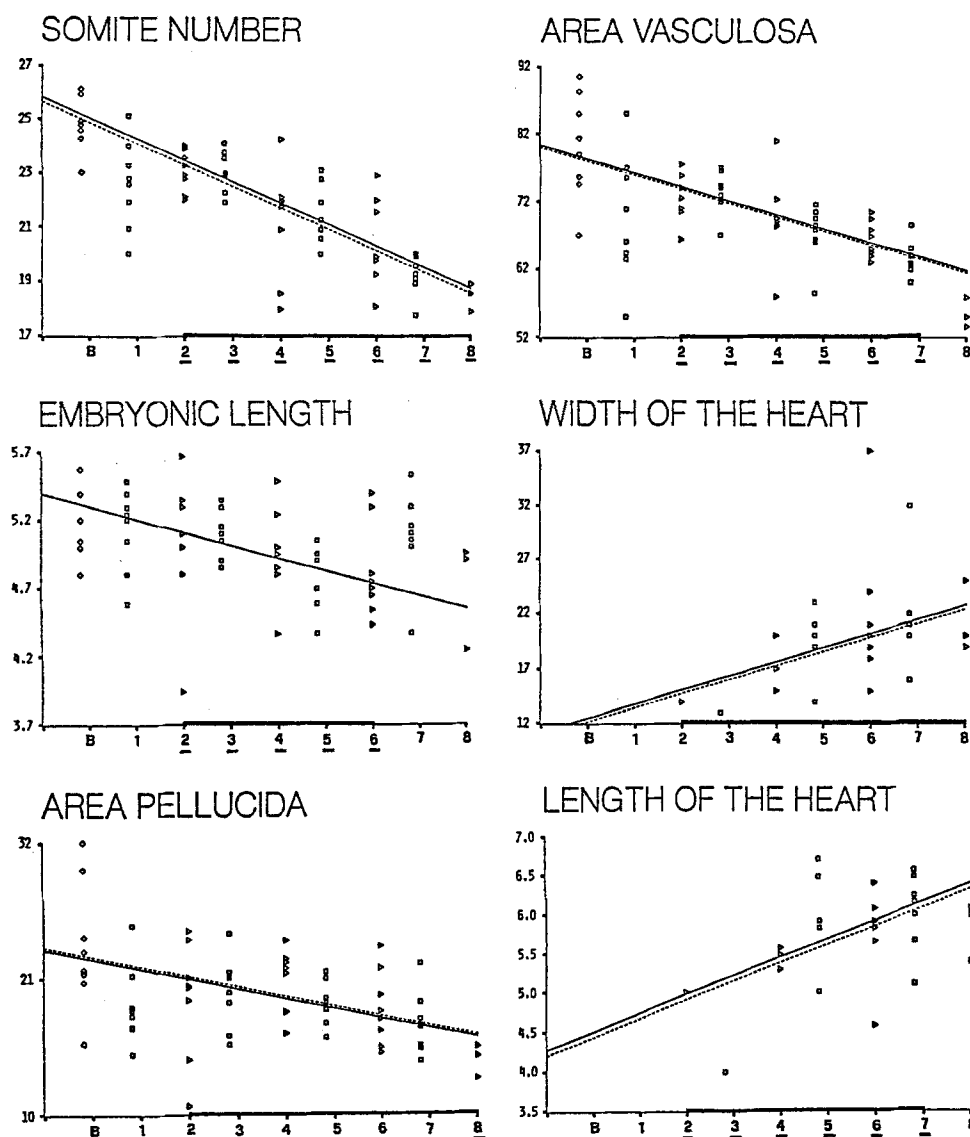 SOMITE NUMBER
27
25
23
21
19
17
B 1 2 3 4 5 6 7 8
AREA VASCULOSA
92
82
72
62
52
B 1 2 3 4 5 6 7 8
EMBRYONIC LENGTH
5.7
5.2
4.7
4.2
3.7
B 1 2 3 4 5 6 7 8
WIDTH OF THE HEART
37
32
27
22
17
12
B 1 2 3 4 5 6 7 8
AREA PELLUCIDA
32
21
10
B 1 2 3 4 5 6 7 8
LENGTH OF THE HEART
7.0
6.5
6.0
5.5
5.0
4.5
4.0
3.5
B 1 2 3 4 5 6 7